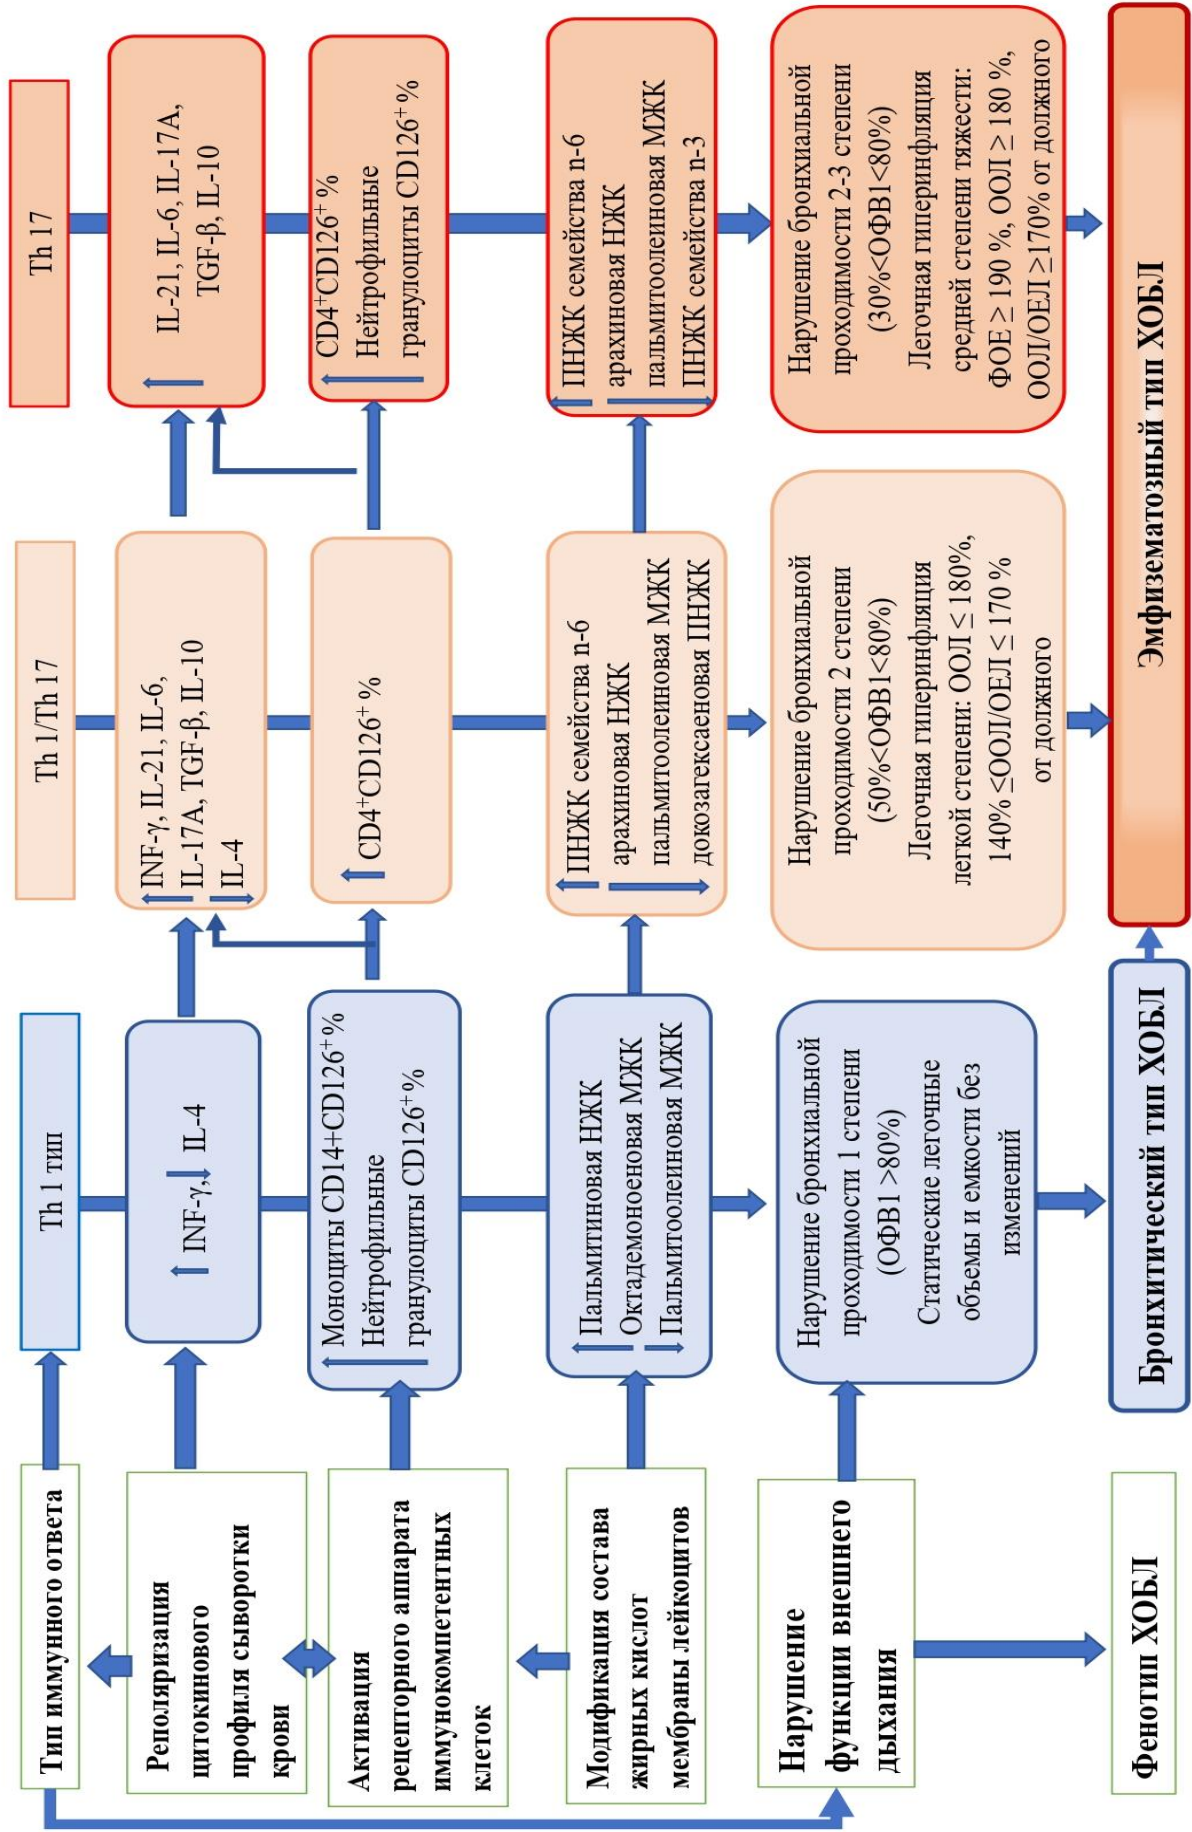 Тип иммунного ответа
Th 1 тип
Th 1/Th 17
Th 17
Реполяризация
цитокинового
профиля сыворотки
крови
INF-γ, IL-4
INF-γ, IL-21, IL-6,
IL-17A, TGF-β, IL-10
IL-4
IL-21, IL-6, IL-17A,
TGF-β, IL-10
Активация
рецепторного аппарата
иммунокомпетентных
клеток
Моноциты CD14+CD126⁺%
Нейтрофильные
гранулоциты CD126⁺%
CD4⁺CD126⁺%
CD4⁺CD126⁺%
Нейтрофильные
гранулоциты CD126⁺%
Модификация состава
жирных кислот
мембраны лейкоцитов
Пальмитиновая НЖК
Октадемоноеновая МЖК
Пальмитоолеиновая МЖК
ПНЖК семейства n-6
арахиновая НЖК
пальмитоолеиновая МЖК
докозагексаеновая ПНЖК
ПНЖК семейства n-6
арахиновая НЖК
пальмитоолеиновая МЖК
ПНЖК семейства n-3
Нарушение
функции внешнего
дыхания
Нарушение бронхиальной
проходимости 1 степени
(ОФВ1 >80%)
Статические легочные
объемы и емкости без
изменений
Нарушение бронхиальной
проходимости 2 степени
(50%<ОФВ1<80%)
Легочная гиперинфляция
легкой степени: ООЛ ≤ 180%,
140% ≤ООЛ/ОЕЛ ≤ 170 %
от должного
Нарушение бронхиальной
проходимости 2-3 степени
(30%<ОФВ1<80%)
Легочная гиперинфляция
средней степени тяжести:
ФОЕ ≥ 190 %, ООЛ ≥ 180 %,
ООЛ/ОЕЛ ≥170% от должного
Фенотип ХОБЛ
Бронхитический тип ХОБЛ
Эмфизематозный тип ХОБЛ